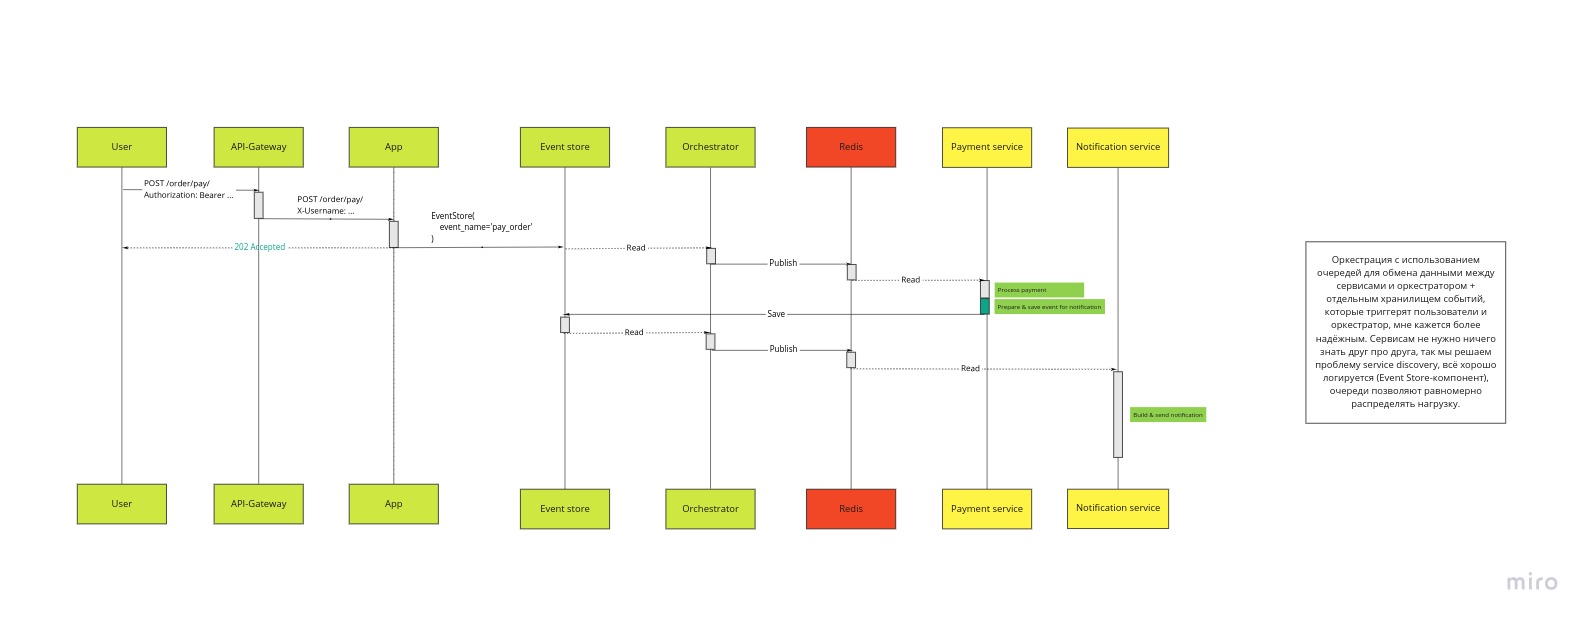 User
API-Gateway
App
Event store
Orchestrator
Redis
Payment service
Notification service
POST /order/pay/
Authorization: Bearer ...
POST /order/pay/
X-Username: ...
EventStore(
event_name='pay_order'
)
202 Accepted
Read
Publish
Read
Process payment
Prepare & save event for notification
Save
Read
Publish
Read
Build & send notification
Оркестрация с использованием
очередей для обмена данными между
сервисами и оркестратором +
отдельным хранилищем событий,
которые триггерят пользователи и
оркестратор, мне кажется более
надёжным. Сервисам не нужно ничего
знать друг про друга, так мы решаем
проблему service discovery, всё хорошо
логируется (Event Store-компонент),
очереди позволяют равномерно
распределять нагрузку.
User
API-Gateway
App
Event store
Orchestrator
Redis
Payment service
Notification service
miro